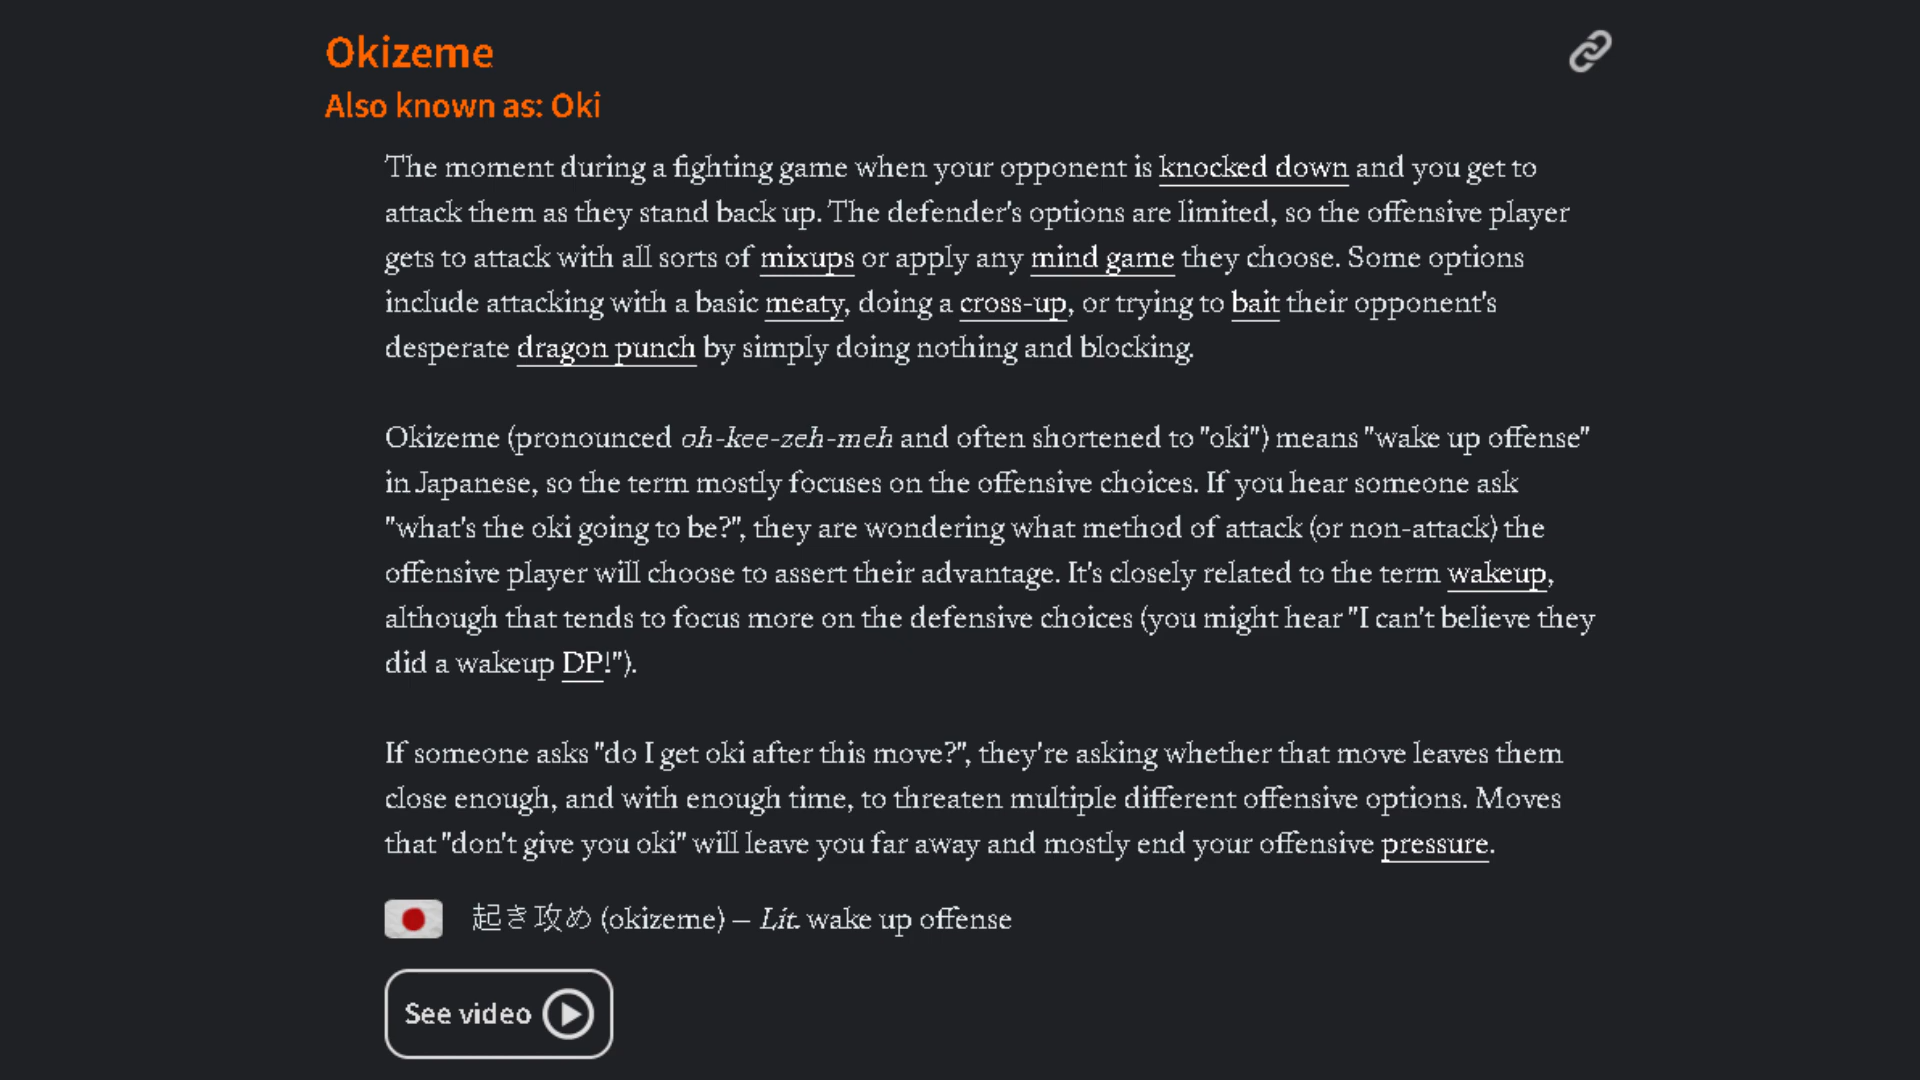 Okizeme
Also known as: Oki
The moment during a fighting game when your opponent is knocked down and you get to
attack them as they stand back up. The defender's options are limited, so the offensive player
gets to attack with all sorts of mixups or apply any mind game they choose. Some options
include attacking with a basic meaty, doing a cross-up, or trying to bait their opponent's
desperate dragon punch by simply doing nothing and blocking.
Okizeme (pronounced oh-kee-zeh-meh and often shortened to "oki") means "wake up offense"
in Japanese, so the term mostly focuses on the offensive choices. If you hear someone ask
"what's the oki going to be?", they are wondering what method of attack (or non-attack) the
offensive player will choose to assert their advantage. It's closely related to the term wakeup,
although that tends to focus more on the defensive choices (you might hear "I can't believe they
did a wakeup DP!").
If someone asks "do I get oki after this move?", they're asking whether that move leaves them
close enough, and with enough time, to threaten multiple different offensive options. Moves
that "don't give you oki" will leave you far away and mostly end your offensive pressure.
起き攻め (okizeme) – Lit. wake up offense
See video